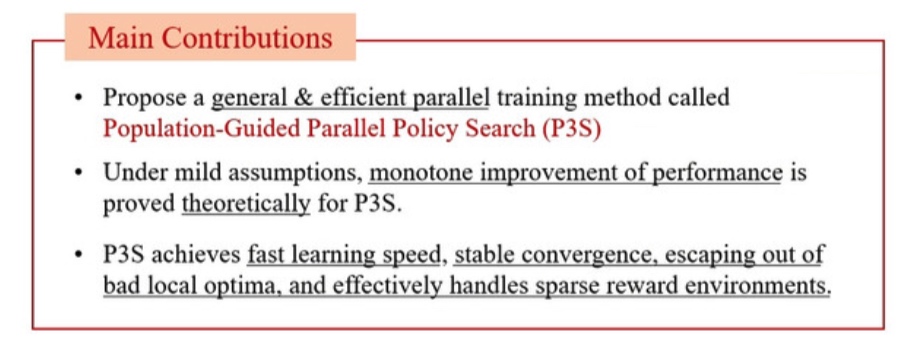 Main Contributions
• Propose a general & efficient parallel training method called
Population-Guided Parallel Policy Search (P3S)
• Under mild assumptions, monotone improvement of performance is
proved theoretically for P3S.
• P3S achieves fast learning speed, stable convergence, escaping out of
bad local optima, and effectively handles sparse reward environments.